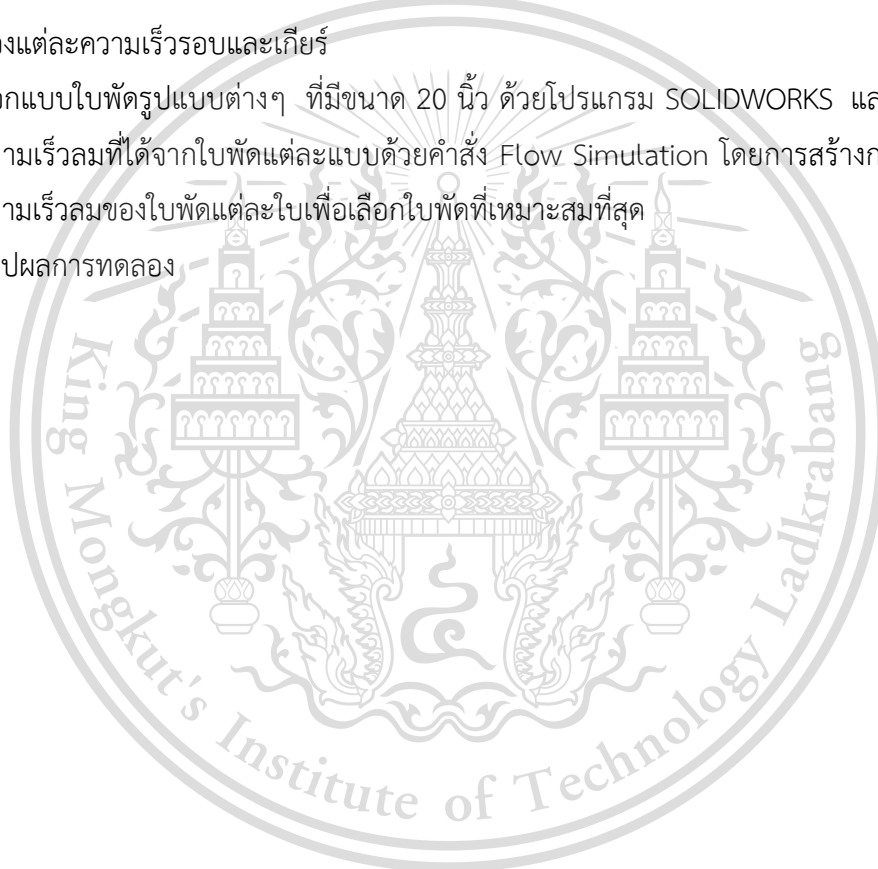 งแต่ละความเร็วรอบและเกียร์
อกแบบใบพัดรูปแบบต่างๆ ที่มีขนาด 20 นิ้ว ด้วยโปรแกรม SOLIDWORKS และ
ามเร็วลมที่ได้จากใบพัดแต่ละแบบด้วยคำสั่ง Flow Simulation โดยการสร้างก
ามเร็วลมของใบพัดแต่ละใบเพื่อเลือกใบพัดที่เหมาะสมที่สุด
ปผลการทดลอง
King Mongkut's Institute of Technology Ladkrabang